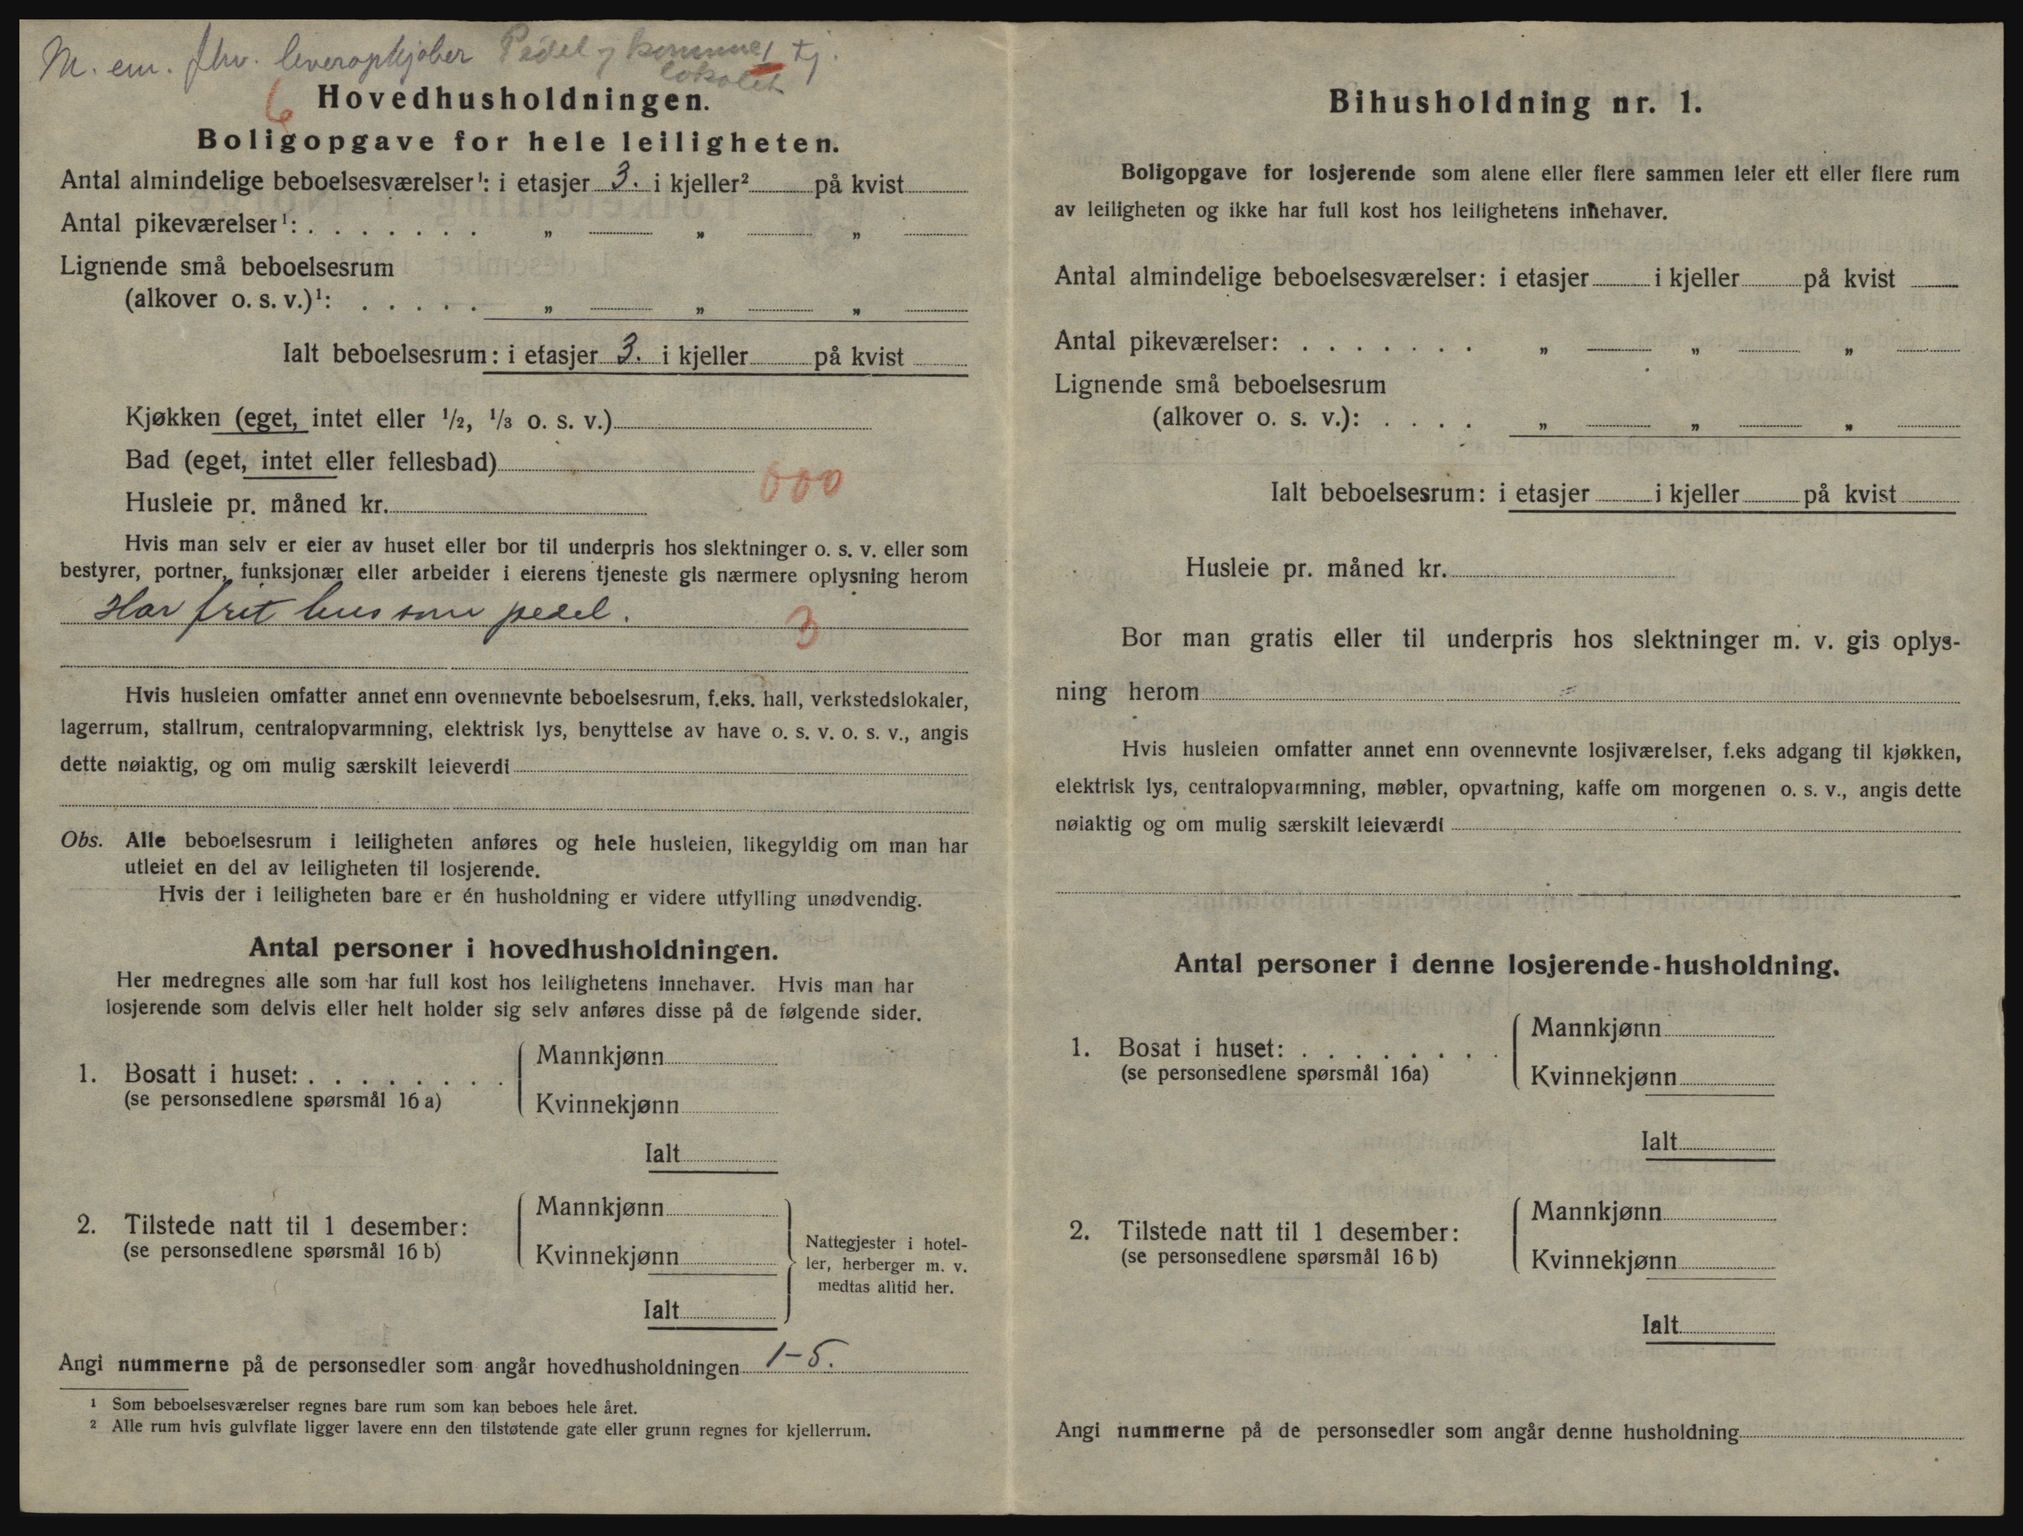 M. em. fhv. leveropkjøber Pedel
lokalet
6
Hovedhusholdningen.
Boligopgave for hele leiligheten.
Antal almindelige beboelsesværelser¹: i etasjer 3. i kjeller² på kvist
Antal pikeværelser¹: . . . . . . . „ „ „
Lignende små beboelsesrum
(alkover o. s. v.)¹: . . . . . „ „ „
Ialt beboelsesrum: i etasjer 3. i kjeller på kvist
Kjøkken (eget, intet eller ½, ⅓ o. s. v.)
Bad (eget, intet eller fellesbad)
000
Husleie pr. måned kr.
Hvis man selv er eier av huset eller bor til underpris hos slektninger o. s. v. eller som
bestyrer, portner, funksjonær eller arbeider i eierens tjeneste gis nærmere oplysning herom
Har frit hus som pedel.
3
Hvis husleien omfatter annet enn ovennevnte beboelsesrum, f.eks. hall, verkstedslokaler,
lagerrum, stallrum, centralopvarmning, elektrisk lys, benyttelse av have o. s. v. o. s. v., angis
dette nøiaktig, og om mulig særskilt leieverdi
Obs. Alle beboelsesrum i leiligheten anføres og hele husleien, likegyldig om man har
utleiet en del av leiligheten til losjerende.
Hvis der i leiligheten bare er én husholdning er videre utfylling unødvendig.
Antal personer i hovedhusholdningen.
Her medregnes alle som har full kost hos leilighetens innehaver. Hvis man har
losjerende som delvis eller helt holder sig selv anføres disse på de følgende sider.
1. Bosatt i huset: . . . . . . . .
(se personsedlene spørsmål 16 a)
Mannkjønn
Kvinnekjønn
Ialt
2. Tilstede natt til 1 desember:
(se personsedlene spørsmål 16 b)
Mannkjønn
Kvinnekjønn
Ialt
Nattegjester i hotel-
ler, herberger m. v.
medtas alltid her.
Angi nummerne på de personsedler som angår hovedhusholdningen 1-5.
¹ Som beboelsesværelser regnes bare rum som kan beboes hele året.
² Alle rum hvis gulvflate ligger lavere enn den tilstøtende gate eller grunn regnes for kjellerrum.
Bihusholdning nr. 1.
Boligopgave for losjerende som alene eller flere sammen leier ett eller flere rum
av leiligheten og ikke har full kost hos leilighetens innehaver.
Antal almindelige beboelsesværelser: i etasjer i kjeller på kvist
Antal pikeværelser: . . . . . . . „ „ „
Lignende små beboelsesrum
(alkover o. s. v.): . . . . „ „ „
Ialt beboelsesrum: i etasjer i kjeller på kvist
Husleie pr. måned kr.
Bor man gratis eller til underpris hos slektninger m. v. gis oplys-
ning herom
Hvis husleien omfatter annet enn ovennevnte losjiværelser, f.eks adgang til kjøkken,
elektrisk lys, centralopvarmning, møbler, opvartning, kaffe om morgenen o. s. v., angis dette
nøiaktig og om mulig særskilt leieværdi
Antal personer i denne losjerende-husholdning.
1. Bosat i huset: . . . . . . . .
(se personsedlene spørsmål 16a)
Mannkjønn
Kvinnekjønn
Ialt
2. Tilstede natt til 1 desember:
(se personsedlene spørsmål 16 b)
Mannkjønn
Kvinnekjønn
Ialt
Angi nummerne på de personsedler som angår denne husholdning